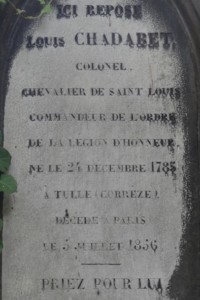 ICI REPOSE
LOUIS CHADABET,
COLONEL
CHEVALIER DE SAINT LOUIS
COMMANDEUR DE L'ORDRE
DE LA LEGION D'HONNEUR,
NE LE 24 DECEMBRE 1785
A TULLE (CORREZE)
DECEDE A PARIS
LE 5 JUILLET 1856
PRIEZ POUR LUI